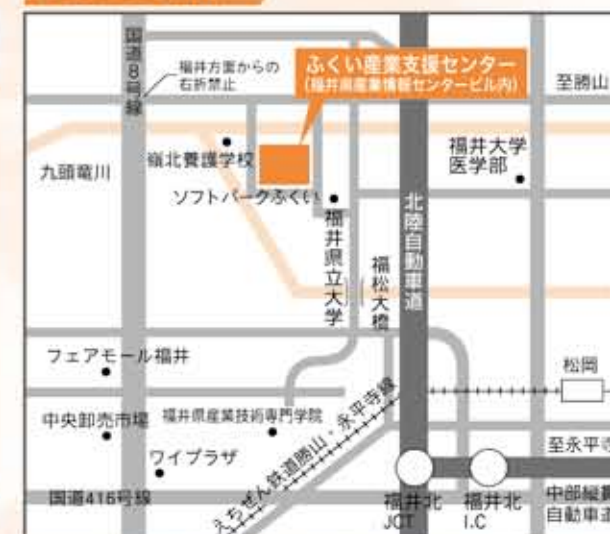 国道8号線
福井方面からの
右折禁止
ふくい産業支援センター
(福井県産業情報センタービル内)
至勝山
九頭竜川
嶺北養護学校
福井大学
医学部
ソフトパークふくい
福井県立大学
福松大橋
北陸自動車道
フェアモール福井
松岡
中央卸売市場
福井県産業技術専門学院
えちぜん鉄道勝山・永平寺線
ワイプラザ
至永平寺
国道416号線
福井北
JCT
福井北
I.C
中部縦貫
自動車道